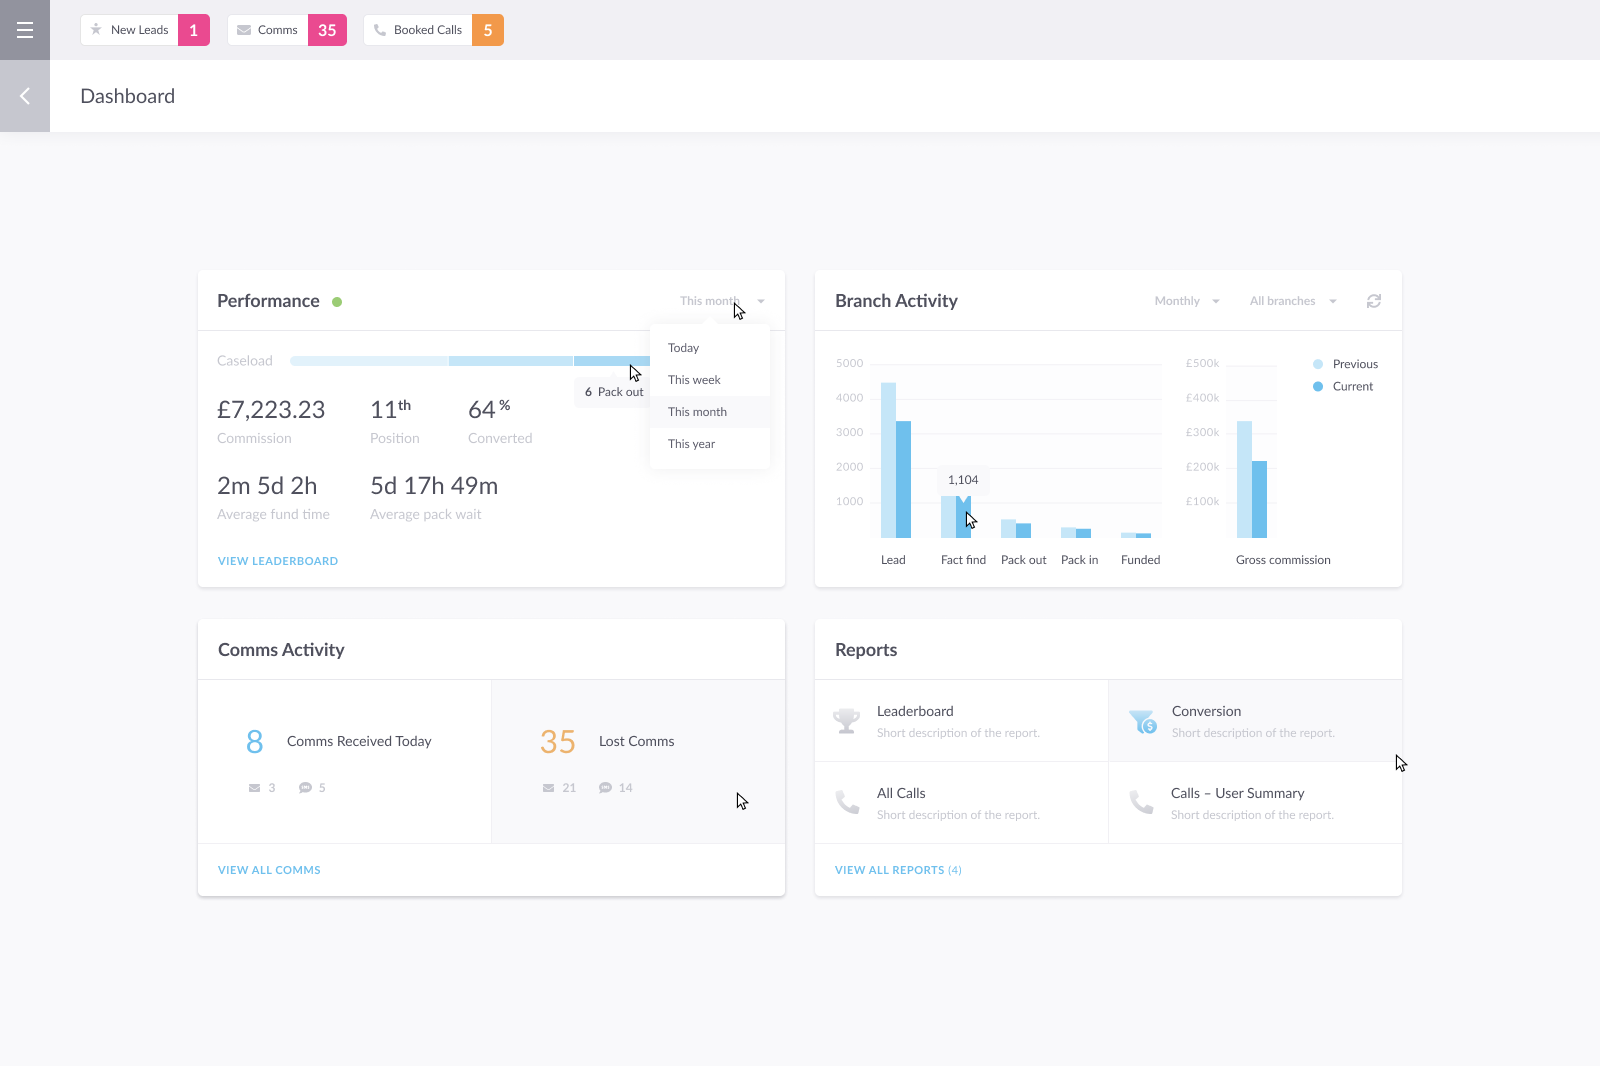 New Leads 1
Comms 35
Booked Calls 5
Dashboard
Performance
This month
Today
This week
This month
This year
Caseload
6 Pack out
£7,223.23
Commission
11th
Position
64 %
Converted
2m 5d 2h
Average fund time
5d 17h 49m
Average pack wait
VIEW LEADERBOARD
Branch Activity
Monthly
All branches
5000
4000
3000
2000
1000
1,104
Lead
Fact find
Pack out
Pack in
Funded
£500k
£400k
£300k
£200k
£100k
Gross commission
Previous
Current
Comms Activity
8 Comms Received Today
3 5
35 Lost Comms
21 14
VIEW ALL COMMS
Reports
Leaderboard
Short description of the report.
Conversion
Short description of the report.
All Calls
Short description of the report.
Calls – User Summary
Short description of the report.
VIEW ALL REPORTS (4)